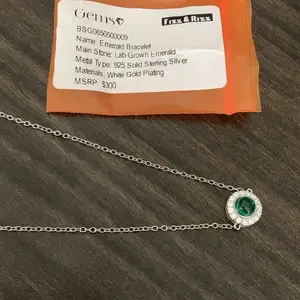 Gems
Fizz & Rizz
BSG0650500009
Name: Emerald Bracelet
Main Stone: Lab-Grown Emerald
Metal Type: 925 Solid Sterling Silver
Materials: White Gold Plating
MSRP: $300